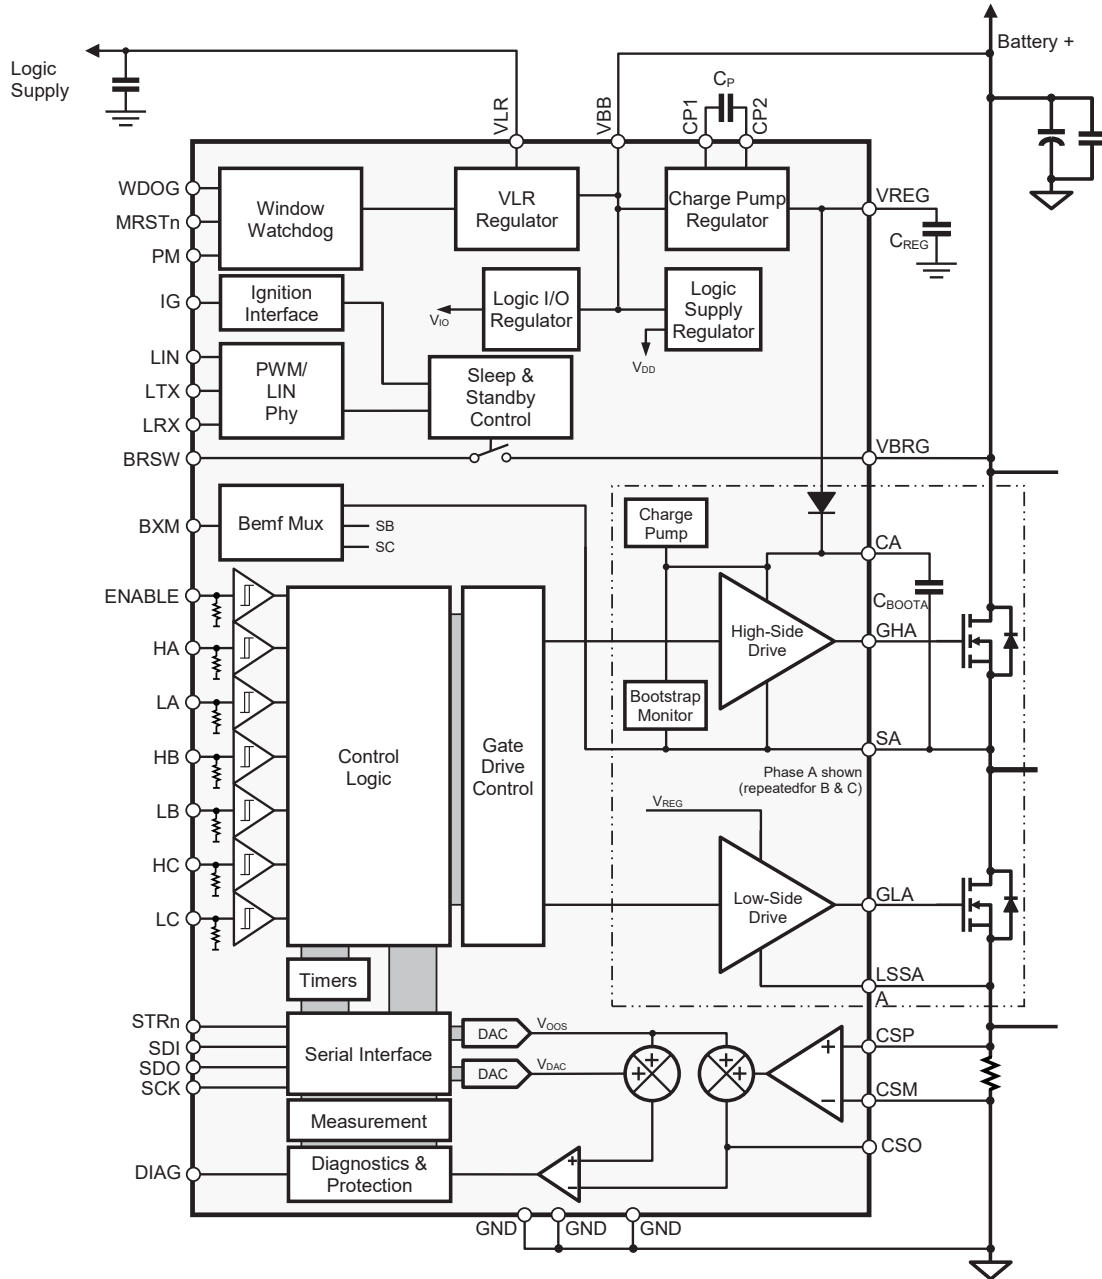 Battery +
Logic
Supply
VLR
VBB
CP1
CP
CP2
WDOG
MRSTn
PM
Window
Watchdog
VLR
Regulator
Charge Pump
Regulator
VREG
CREG
IG
Ignition
Interface
VIO
Logic I/O
Regulator
Logic
Supply
Regulator
VDD
LIN
LTX
LRX
PWM/
LIN
Phy
Sleep &
Standby
Control
BRSW
VBRG
BXM
Bemf Mux
SB
SC
Charge
Pump
CA
CBOOTA
ENABLE
HA
LA
HB
LB
HC
LC
Control
Logic
Gate
Drive
Control
High-Side
Drive
GHA
Bootstrap
Monitor
SA
Phase A shown
(repeatedfor B & C)
VREG
Low-Side
Drive
GLA
LSSA
A
Timers
STRn
SDI
SDO
SCK
Serial Interface
DAC
VOOS
DAC
VDAC
+
+
+
+
+
–
CSP
CSM
CSO
Measurement
DIAG
Diagnostics &
Protection
+
–
GND
GND
GND